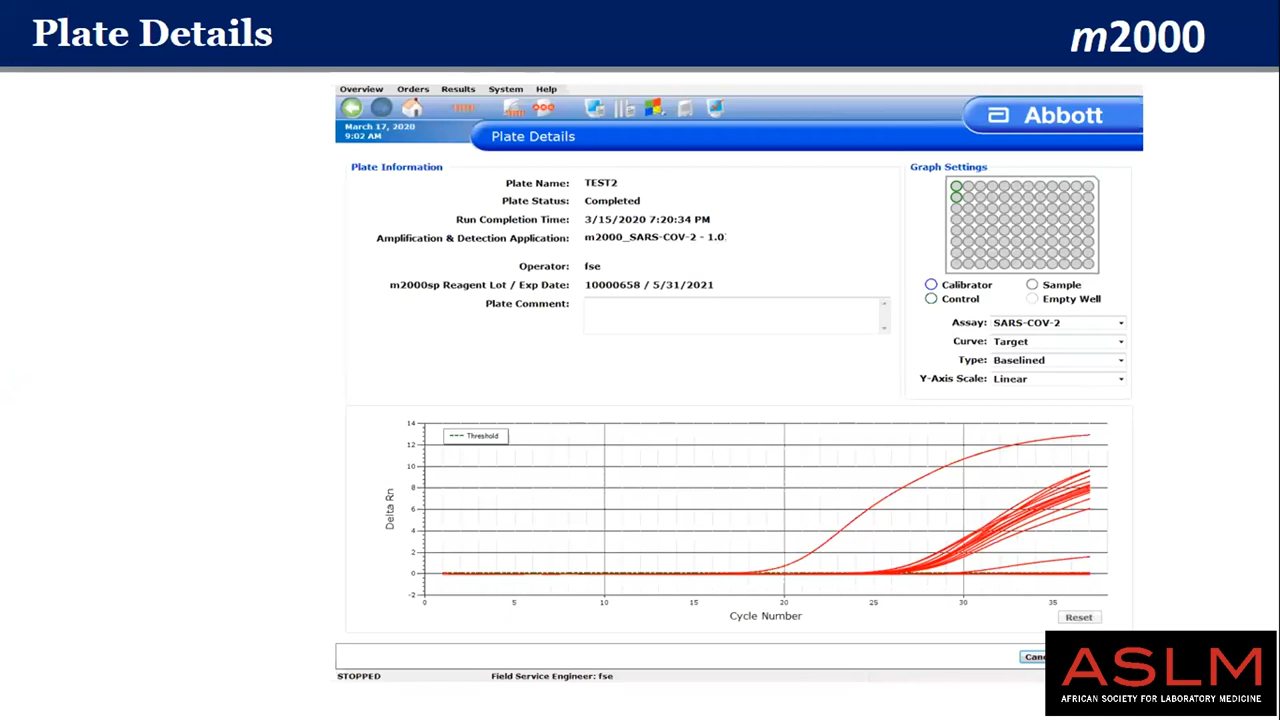 Plate Details
m2000
Overview Orders Results System Help
Abbott
March 17, 2020
9:02 AM
Plate Details
Plate Information
Plate Name: TEST2
Plate Status: Completed
Run Completion Time: 3/15/2020 7:20:34 PM
Amplification & Detection Application: m2000_SARS-COV-2 - 1.0
Operator: fse
m2000sp Reagent Lot / Exp Date: 10000658 / 5/31/2021
Plate Comment:
Graph Settings
Calibrator Sample
Control Empty Well
Assay: SARS-COV-2
Curve: Target
Type: Baselined
Y-Axis Scale: Linear
Threshold
14
12
10
8
6
4
2
0
-2
Delta Rn
0 5 10 15 20 25 30 35
Cycle Number
Reset
STOPPED Field Service Engineer: fse
ASLM
AFRICAN SOCIETY FOR LABORATORY MEDICINE